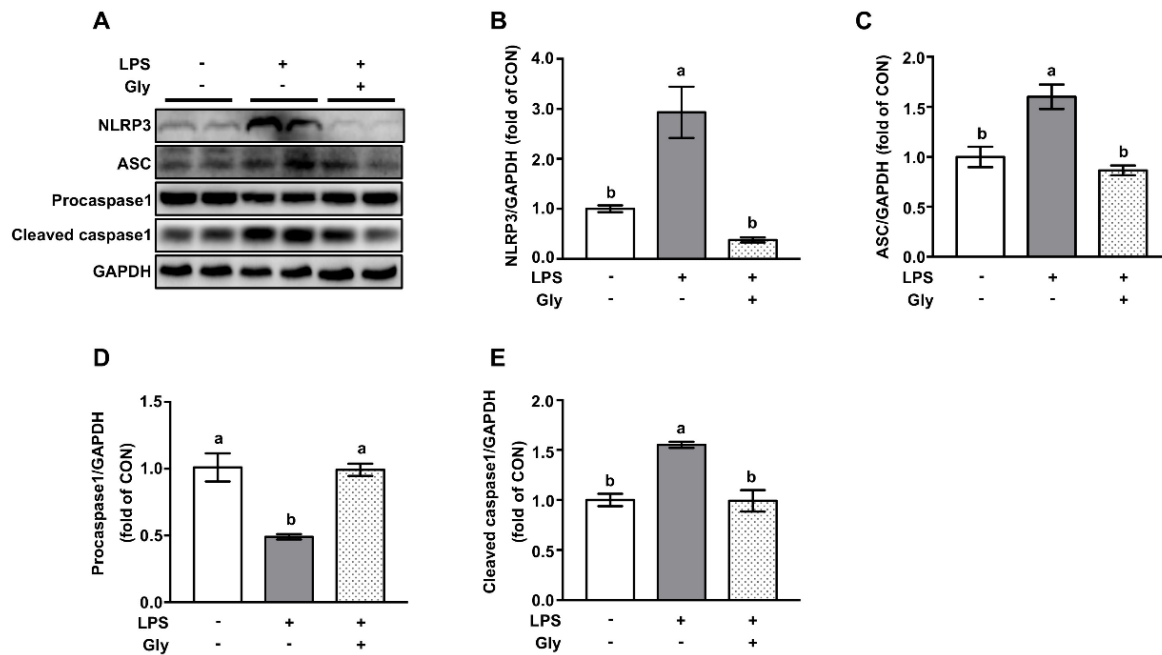 A
LPS - + +
Gly - - +
NLRP3
ASC
Procaspase1
Cleaved caspase1
GAPDH
B
NLRP3/GAPDH (fold of CON)
4.0
3.0
2.0
1.0
0.0
b
a
b
LPS - + +
Gly - - +
C
ASC/GAPDH (fold of CON)
2.0
1.5
1.0
0.5
0.0
b
a
b
LPS - + +
Gly - - +
D
Procaspase1/GAPDH
(fold of CON)
1.5
1.0
0.5
0.0
a
b
a
LPS - + +
Gly - - +
E
Cleaved caspase1/GAPDH
(fold of CON)
2.0
1.5
1.0
0.5
0.0
b
a
b
LPS - + +
Gly - - +